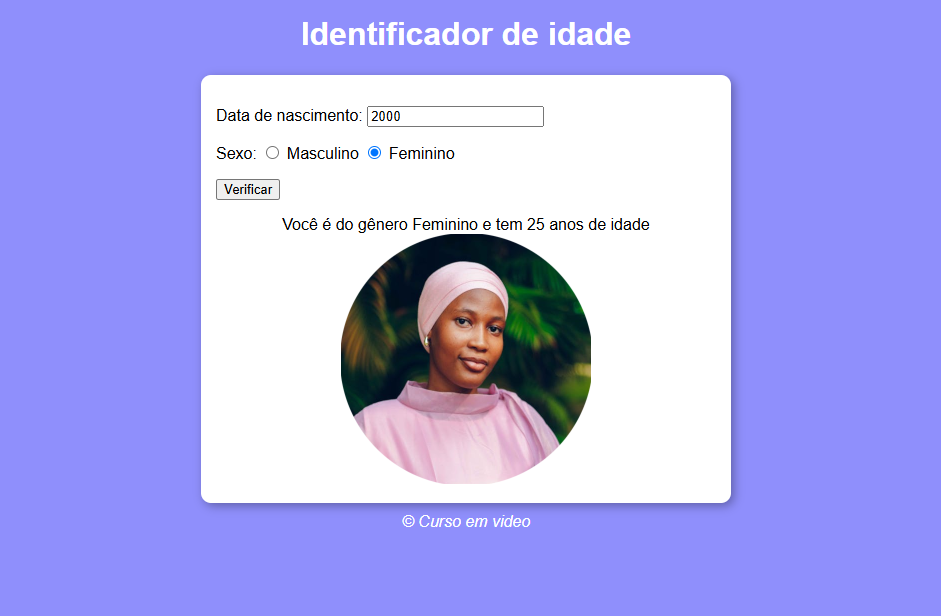 Identificador de idade
Data de nascimento: 2000
Sexo: Masculino Feminino
Verificar
Você é do gênero Feminino e tem 25 anos de idade
© Curso em video